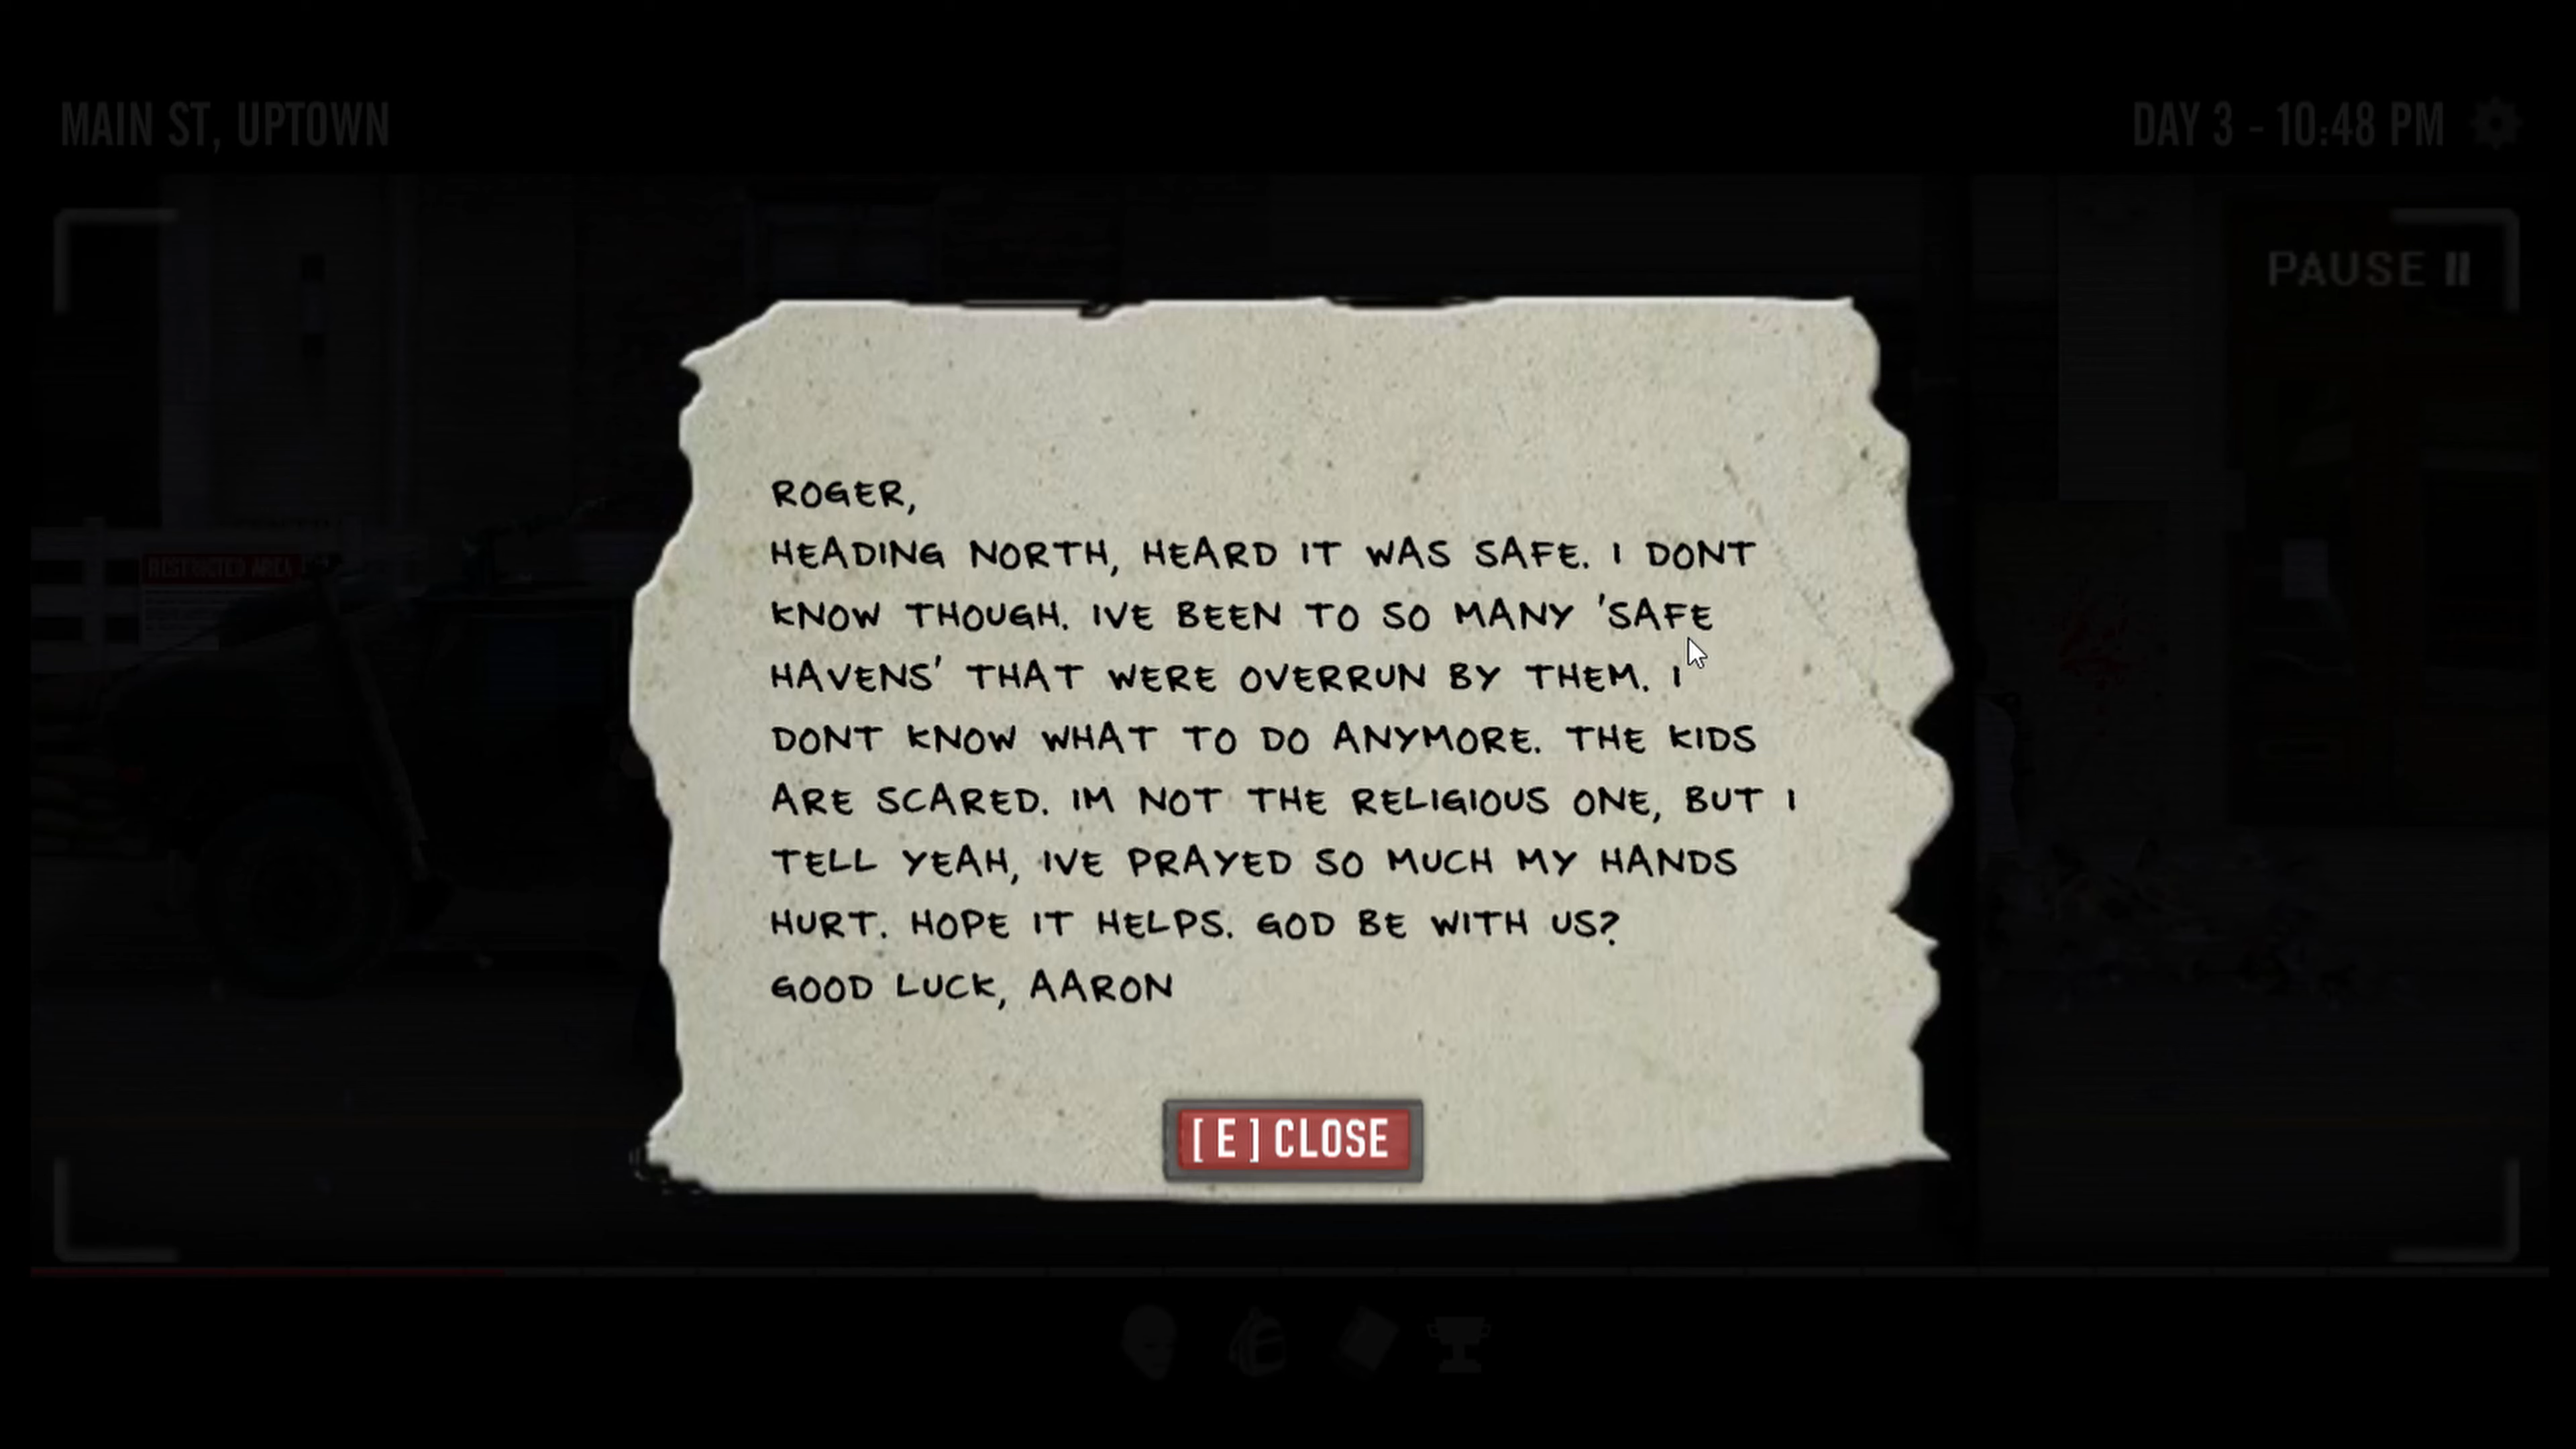 MAIN ST, UPTOWN
DAY 3 - 10:48 PM
PAUSE
RESTRICTED AREA
ROGER,
HEADING NORTH, HEARD IT WAS SAFE. I DONT
KNOW THOUGH. IVE BEEN TO SO MANY 'SAFE
HAVENS' THAT WERE OVERRUN BY THEM. I
DONT KNOW WHAT TO DO ANYMORE. THE KIDS
ARE SCARED. IM NOT THE RELIGIOUS ONE, BUT I
TELL YEAH, IVE PRAYED SO MUCH MY HANDS
HURT. HOPE IT HELPS. GOD BE WITH US?
GOOD LUCK, AARON
[ E ] CLOSE